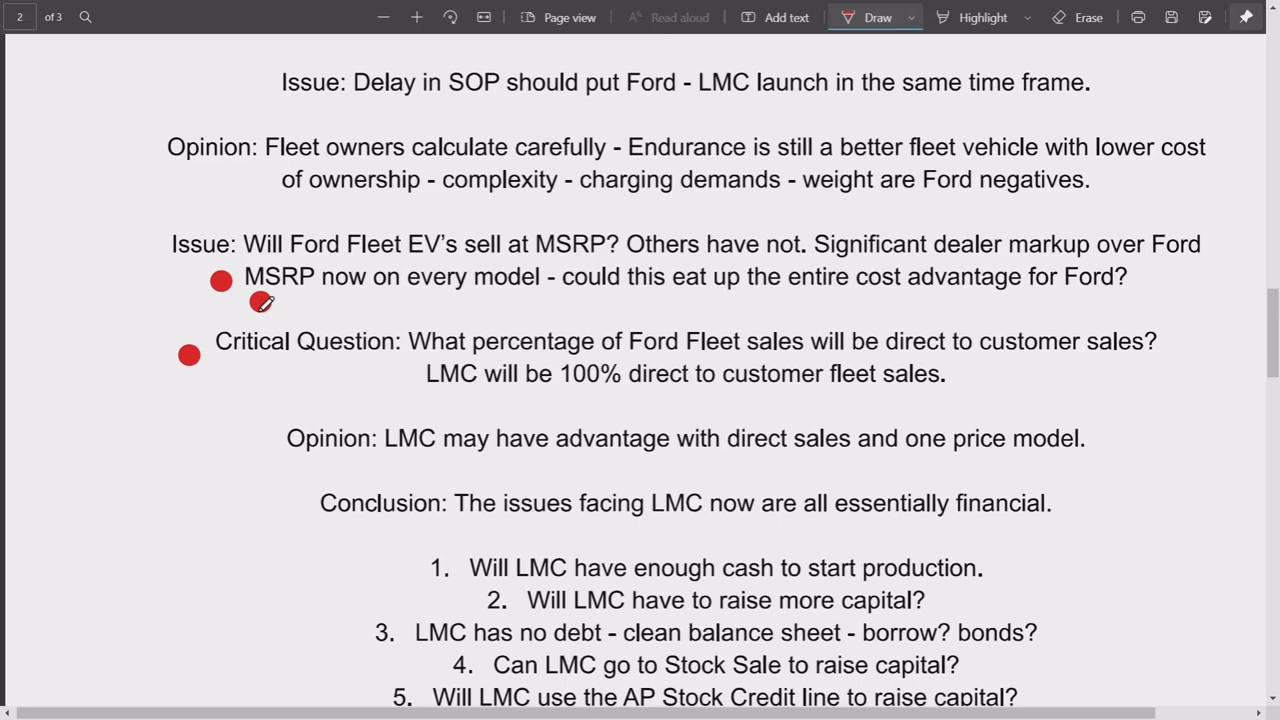 2 of 3 Page view Read aloud Add text Draw Highlight Erase
Issue: Delay in SOP should put Ford - LMC launch in the same time frame.
Opinion: Fleet owners calculate carefully - Endurance is still a better fleet vehicle with lower cost
of ownership - complexity - charging demands - weight are Ford negatives.
Issue: Will Ford Fleet EV's sell at MSRP? Others have not. Significant dealer markup over Ford
MSRP now on every model - could this eat up the entire cost advantage for Ford?
Critical Question: What percentage of Ford Fleet sales will be direct to customer sales?
LMC will be 100% direct to customer fleet sales.
Opinion: LMC may have advantage with direct sales and one price model.
Conclusion: The issues facing LMC now are all essentially financial.
1. Will LMC have enough cash to start production.
2. Will LMC have to raise more capital?
3. LMC has no debt - clean balance sheet - borrow? bonds?
4. Can LMC go to Stock Sale to raise capital?
5. Will LMC use the AP Stock Credit line to raise capital?